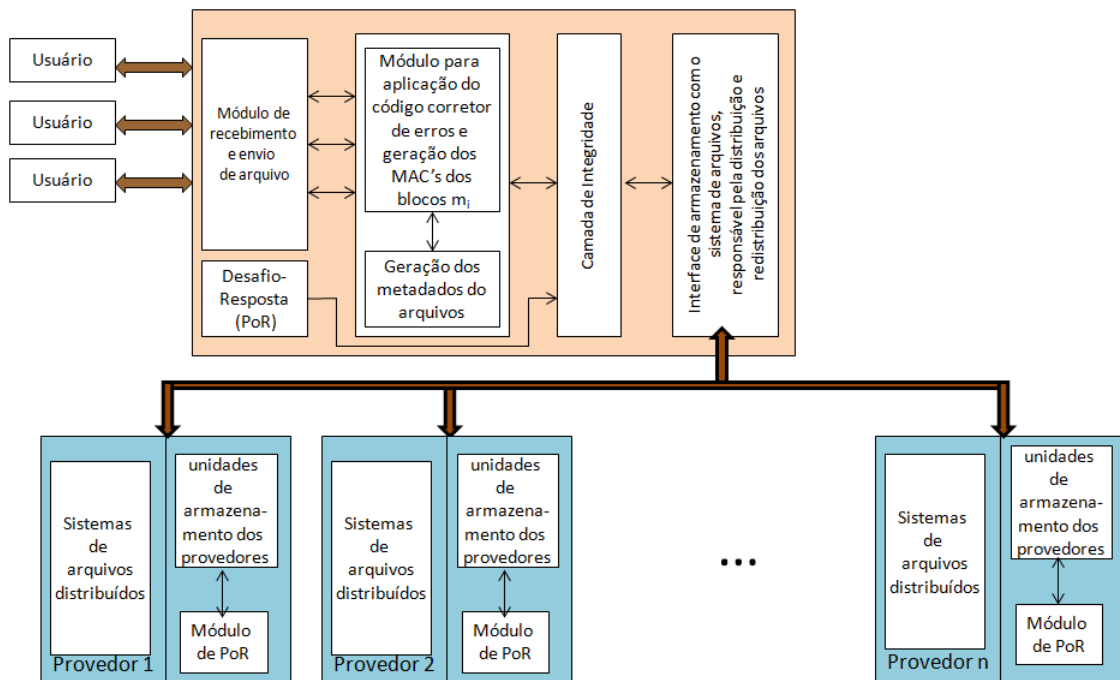 Usuário
Usuário
Usuário
Módulo de
recebimento
e envio
de arquivo
Desafio-
Resposta
(PoR)
Módulo para
aplicação do
código corretor
de erros e
geração dos
MAC's dos
blocos mi
Geração dos
metadados do
arquivos
Camada de Integridade
Interface de armazenamento com o
sistema de arquivos,
responsável pela distribuição e
redistribuição dos arquivos
Sistemas
de
arquivos
distribuídos
unidades
de
armazena-
mento dos
provedores
Módulo
de PoR
Provedor 1
Sistemas
de
arquivos
distribuídos
unidades
de
armazena-
mento dos
provedores
Módulo
de PoR
Provedor 2
...
Sistemas
de
arquivos
distribuídos
unidades
de
armazena-
mento dos
provedores
Módulo
de PoR
Provedor n